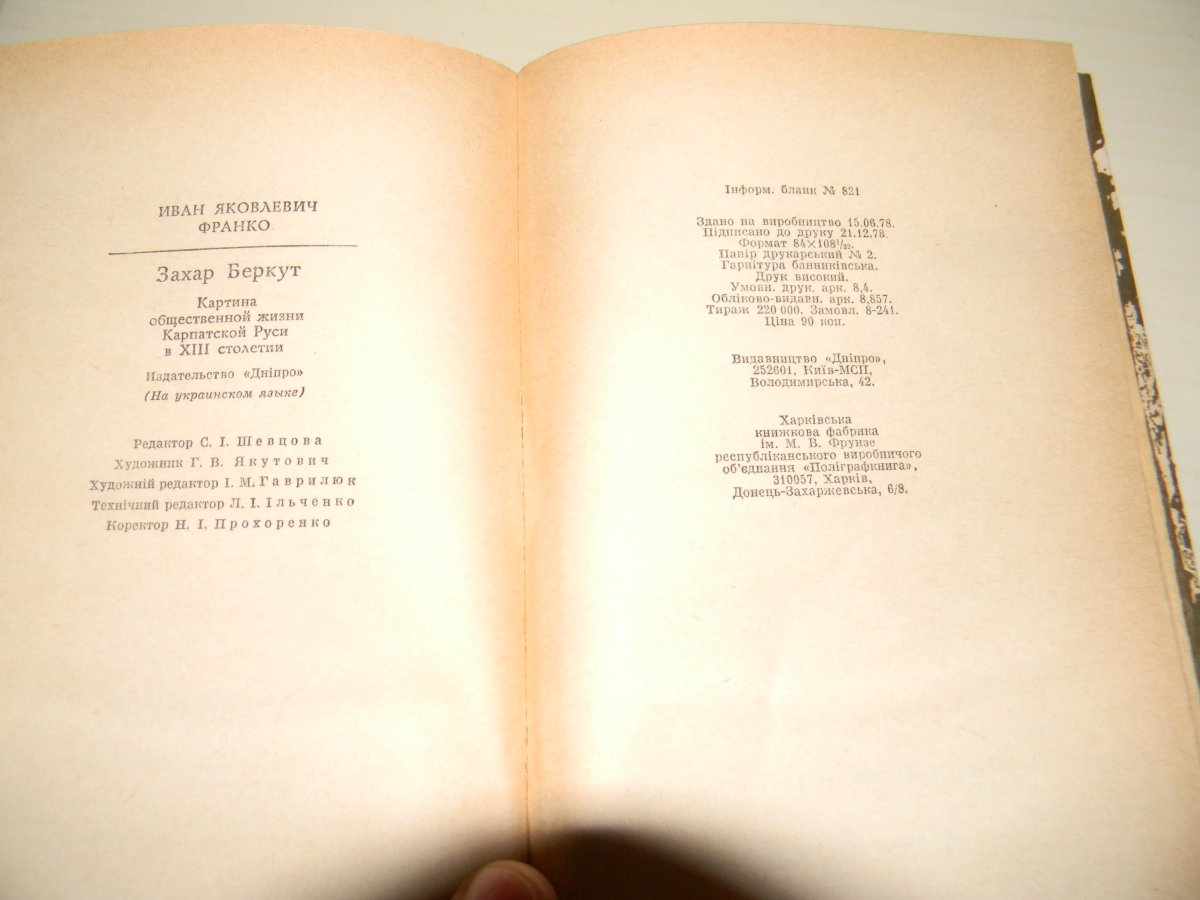 ИВАН ЯКОВЛЕВИЧ
ФРАНКО
Захар Беркут
Картина
общественной жизни
Карпатской Руси
в XIII столетии
Издательство «Дніпро»
(На украинском языке)
Редактор С. І. Шевцова
Художник Г. В. Якутович
Художній редактор І. М. Гаврилюк
Технічний редактор Л. І. Ільченко
Коректор Н. І. Прохоренко
Інформ. бланк № 821
Здано на виробництво 15.06.78.
Підписано до друку 21.12.78.
Формат 84×108¹/₃₂.
Папір друкарський № 2.
Гарнітура банниківська.
Друк високий.
Умовн. друк. арк. 8,4.
Обліково-видавн. арк. 8,857.
Тираж 220 000. Замовл. 8-241.
Ціна 90 коп.
Видавництво «Дніпро»,
252601, Київ-МСП,
Володимирська, 42.
Харківська
книжкова фабрика
ім. М. В. Фрунзе
республіканського виробничого
об'єднання «Поліграфкнига»,
310057, Харків,
Донець-Захаржевська, 6/8.